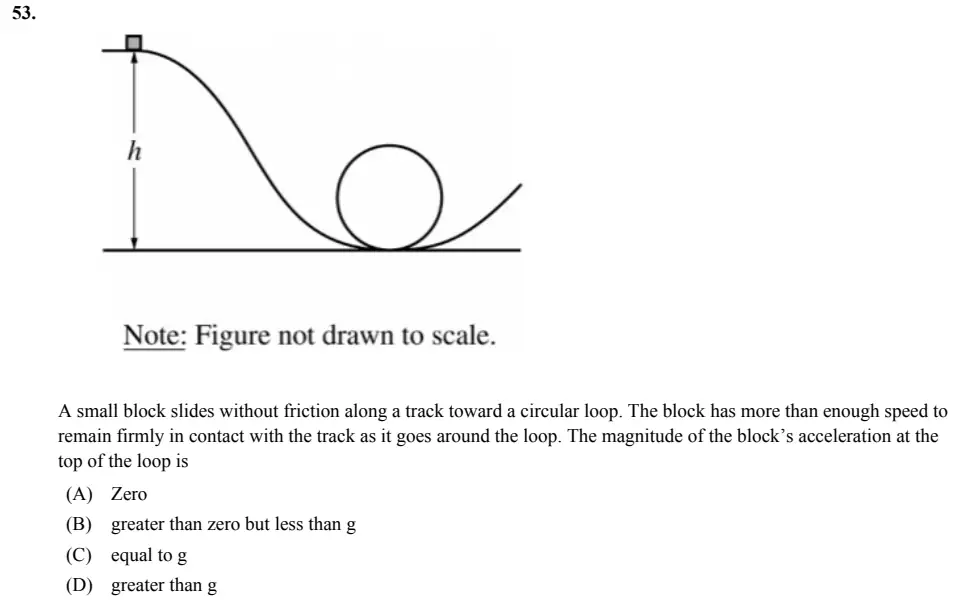 53.
h
Note: Figure not drawn to scale.
A small block slides without friction along a track toward a circular loop. The block has more than enough speed to
remain firmly in contact with the track as it goes around the loop. The magnitude of the block’s acceleration at the
top of the loop is
(A) Zero
(B) greater than zero but less than g
(C) equal to g
(D) greater than g